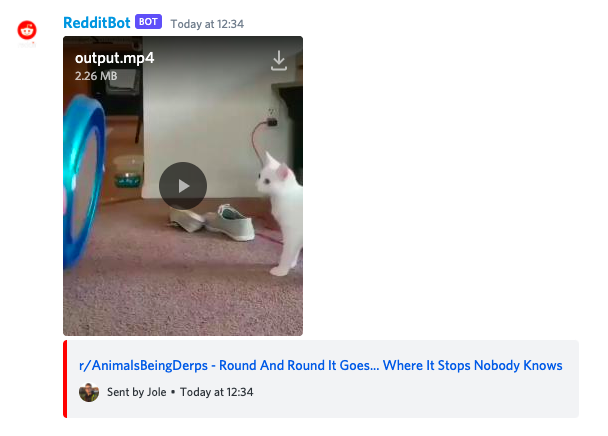 RedditBot BOT Today at 12:34
output.mp4
2.26 MB
r/AnimalsBeingDerps - Round And Round It Goes... Where It Stops Nobody Knows
Sent by Jole • Today at 12:34